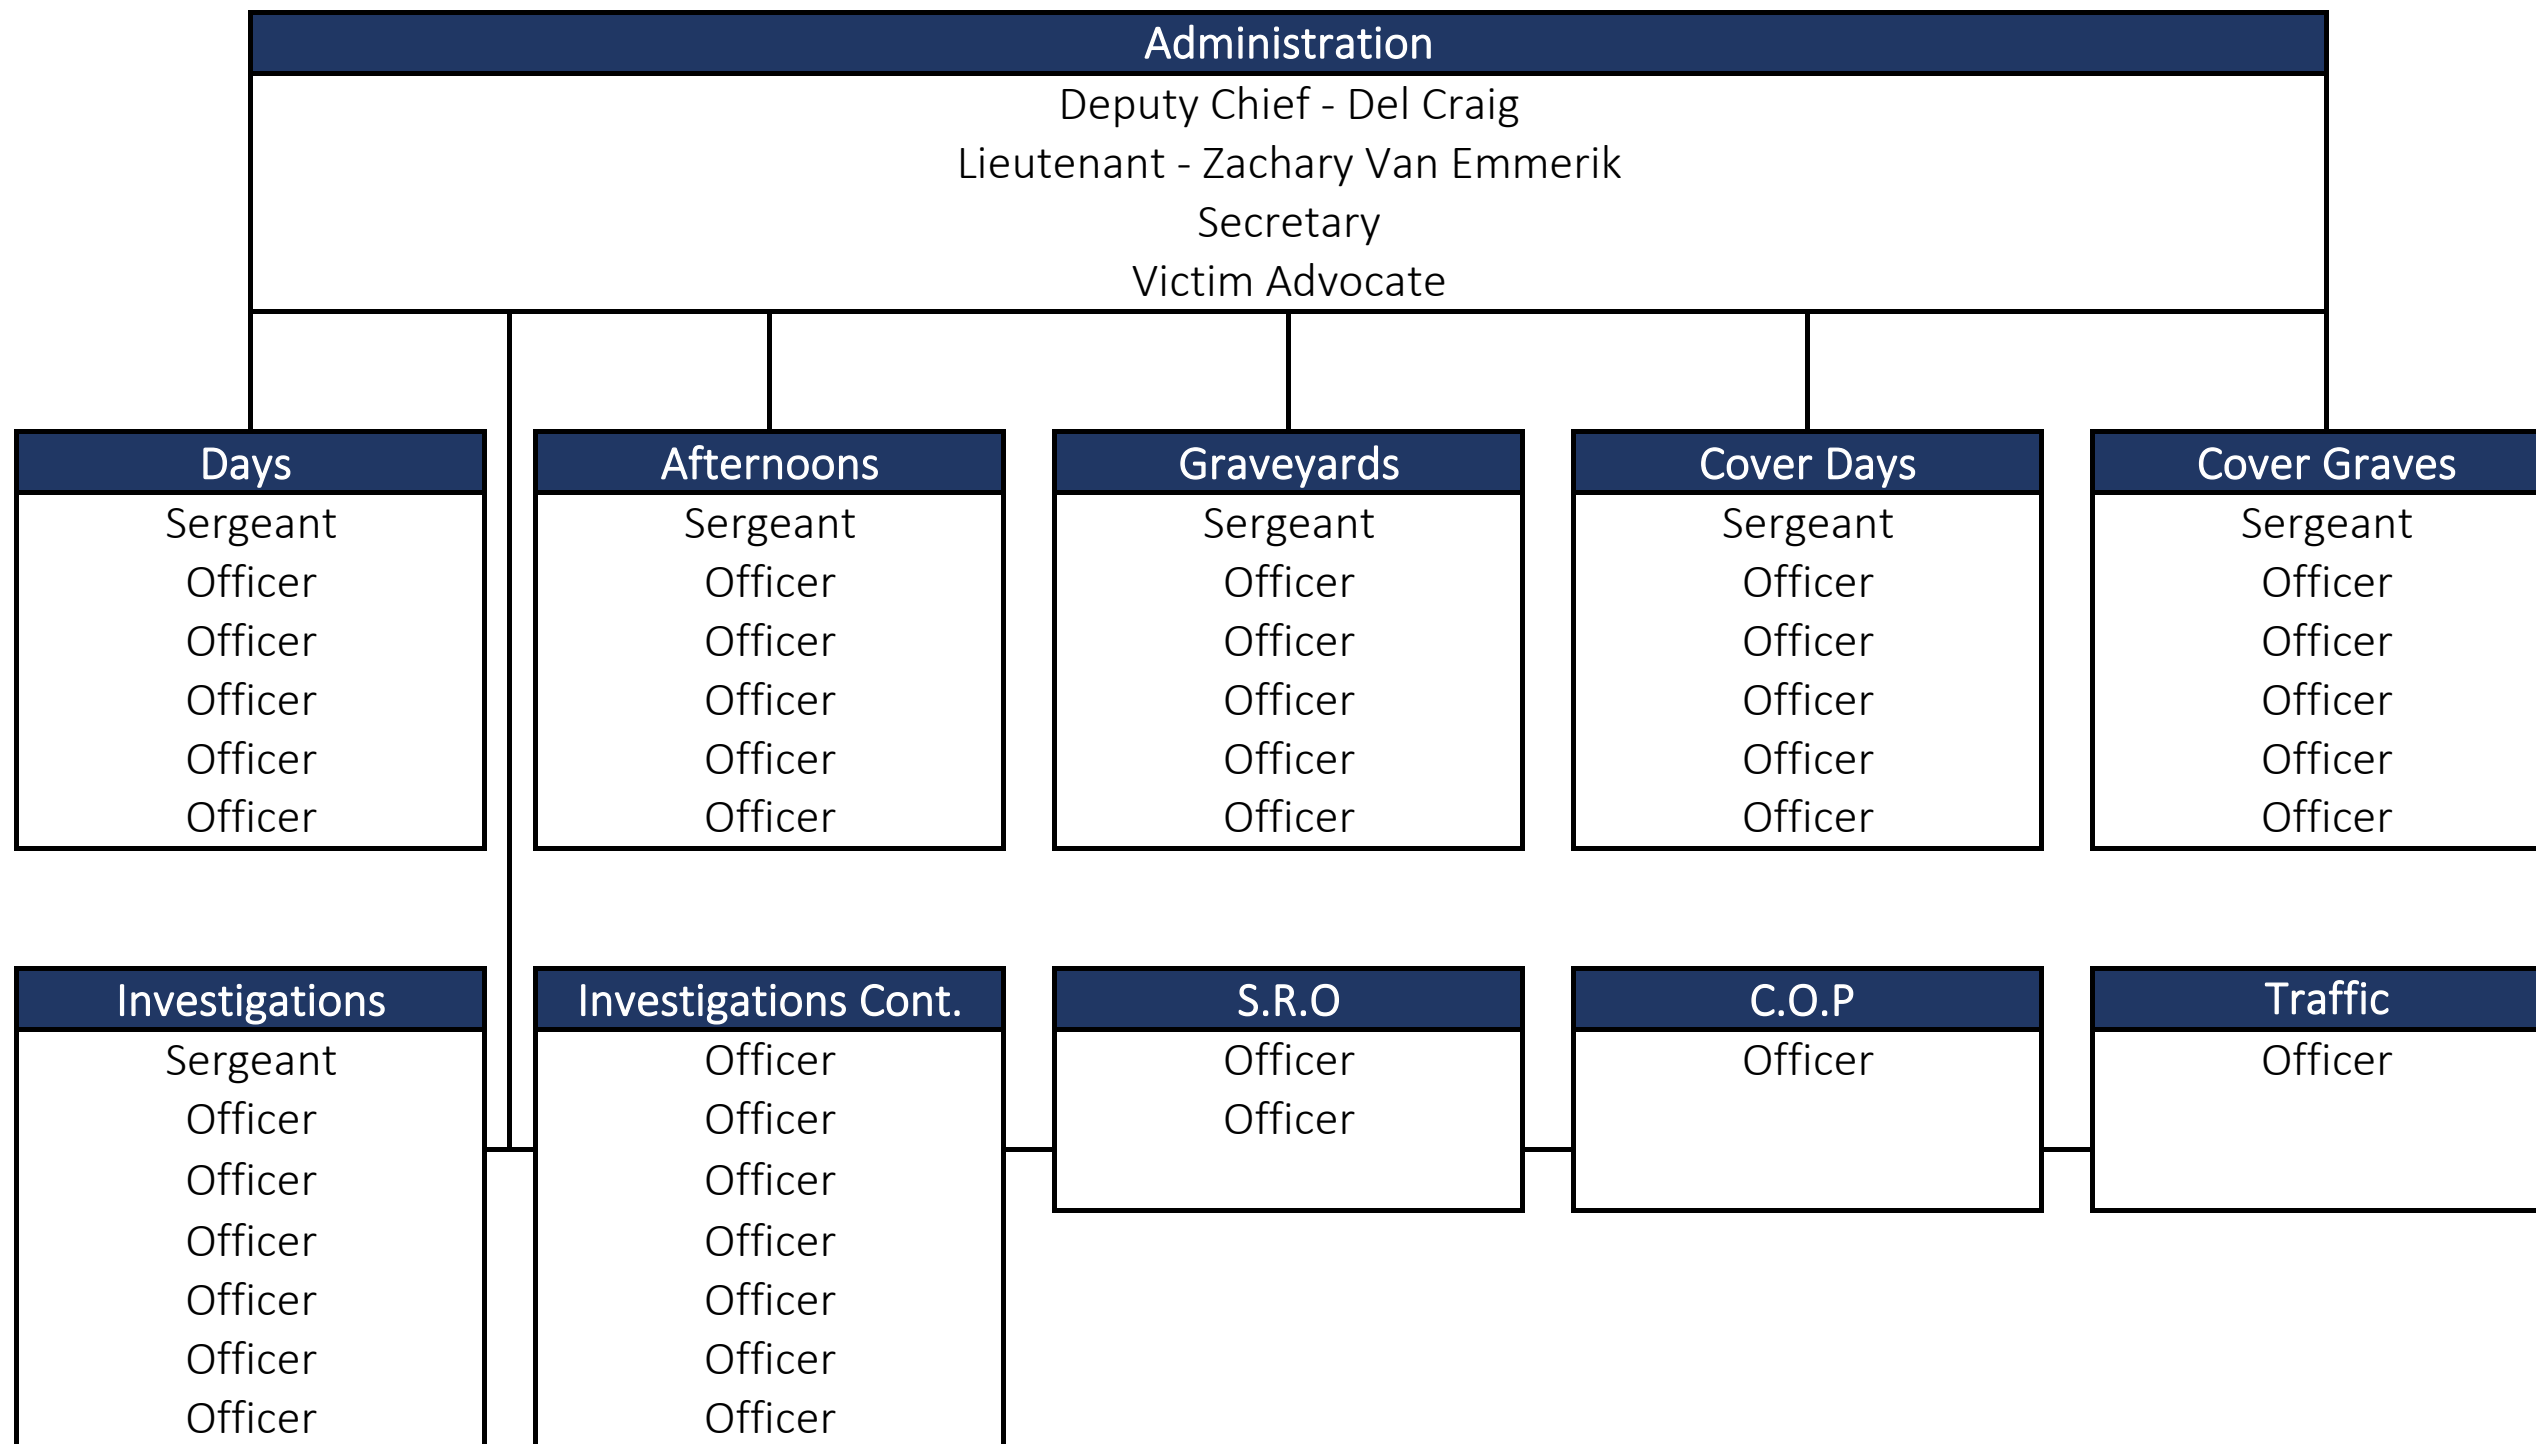 Administration
Deputy Chief - Del Craig
Lieutenant - Zachary Van Emmerik
Secretary
Victim Advocate
Days
Sergeant
Officer
Officer
Officer
Officer
Officer
Afternoons
Sergeant
Officer
Officer
Officer
Officer
Officer
Graveyards
Sergeant
Officer
Officer
Officer
Officer
Officer
Cover Days
Sergeant
Officer
Officer
Officer
Officer
Officer
Cover Graves
Sergeant
Officer
Officer
Officer
Officer
Officer
Investigations
Sergeant
Officer
Officer
Officer
Officer
Officer
Officer
Investigations Cont.
Officer
Officer
Officer
Officer
Officer
Officer
Officer
S.R.O
Officer
Officer
C.O.P
Officer
Traffic
Officer